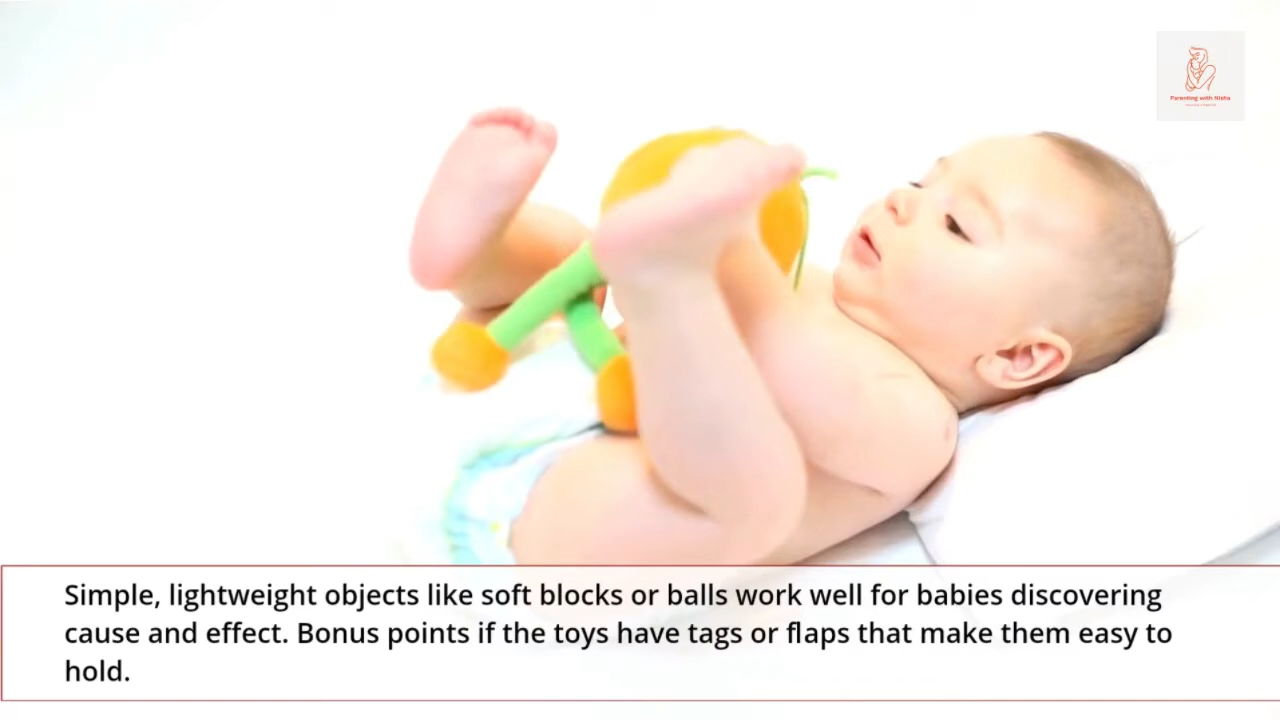 Parenting with Nisha
Simple, lightweight objects like soft blocks or balls work well for babies discovering
cause and effect. Bonus points if the toys have tags or flaps that make them easy to
hold.